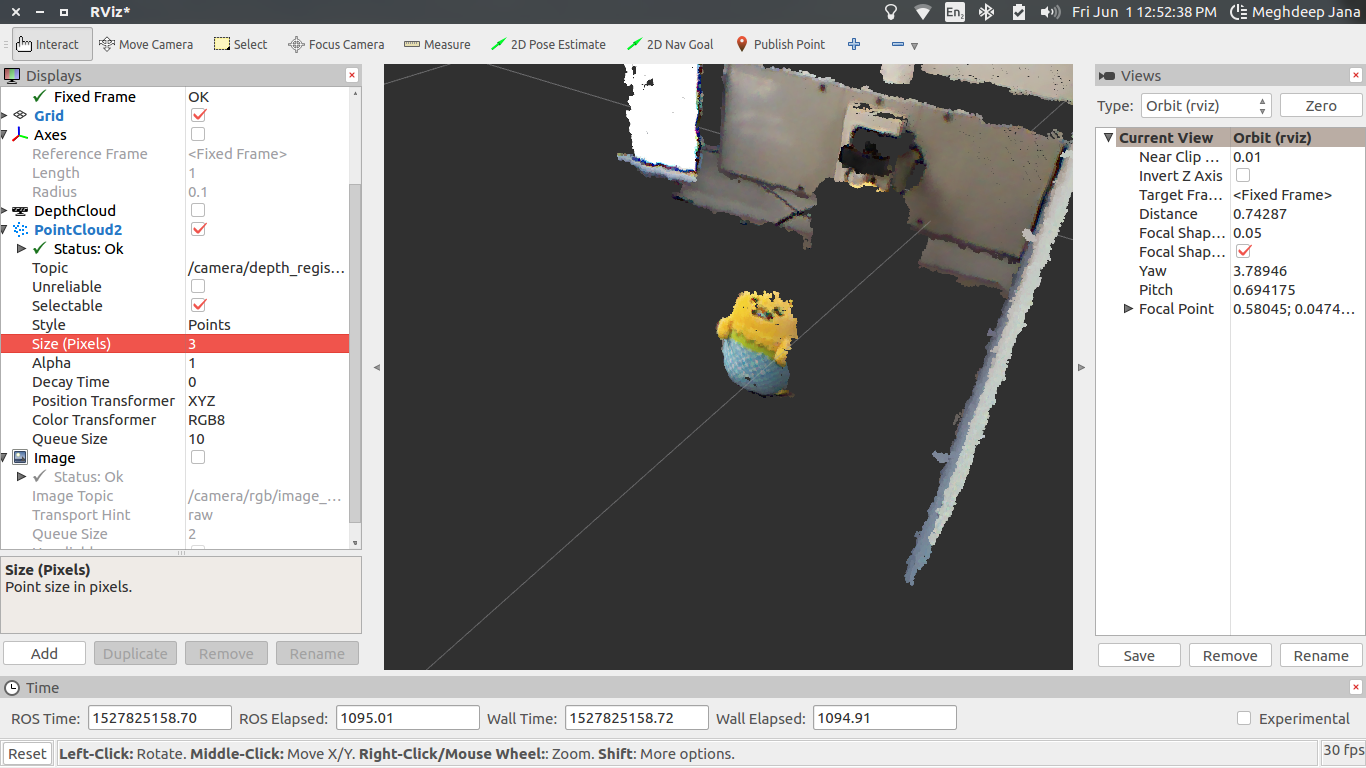 RViz*
En2
Fri Jun 1 12:52:38 PM
Meghdeep Jana
Interact
Move Camera
Select
Focus Camera
Measure
2D Pose Estimate
2D Nav Goal
Publish Point
Displays
Fixed Frame OK
Grid
Axes
Reference Frame <Fixed Frame>
Length 1
Radius 0.1
DepthCloud
PointCloud2
Status: Ok
Topic /camera/depth_regis...
Unreliable
Selectable
Style Points
Size (Pixels) 3
Alpha 1
Decay Time 0
Position Transformer XYZ
Color Transformer RGB8
Queue Size 10
Image
Status: Ok
Image Topic /camera/rgb/image_...
Transport Hint raw
Queue Size 2
Size (Pixels)
Point size in pixels.
Add Duplicate Remove Rename
Views
Type: Orbit (rviz) Zero
Current View Orbit (rviz)
Near Clip ... 0.01
Invert Z Axis
Target Fra... <Fixed Frame>
Distance 0.74287
Focal Shap... 0.05
Focal Shap...
Yaw 3.78946
Pitch 0.694175
Focal Point 0.58045; 0.0474...
Save Remove Rename
Time
ROS Time: 1527825158.70 ROS Elapsed: 1095.01 Wall Time: 1527825158.72 Wall Elapsed: 1094.91 Experimental
Reset Left-Click: Rotate. Middle-Click: Move X/Y. Right-Click/Mouse Wheel:: Zoom. Shift: More options. 30 fps